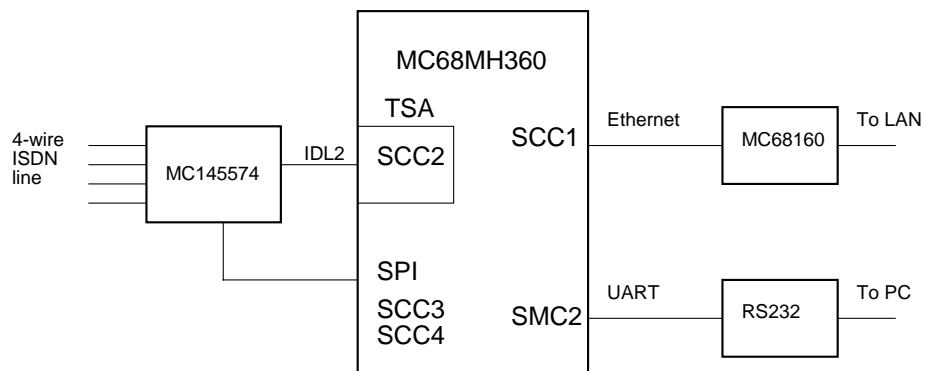 MC68MH360
TSA
4-wire
ISDN
line
MC145574
IDL2
SCC2
SCC1
Ethernet
MC68160
To LAN
SPI
SCC3
SCC4
SMC2
UART
RS232
To PC